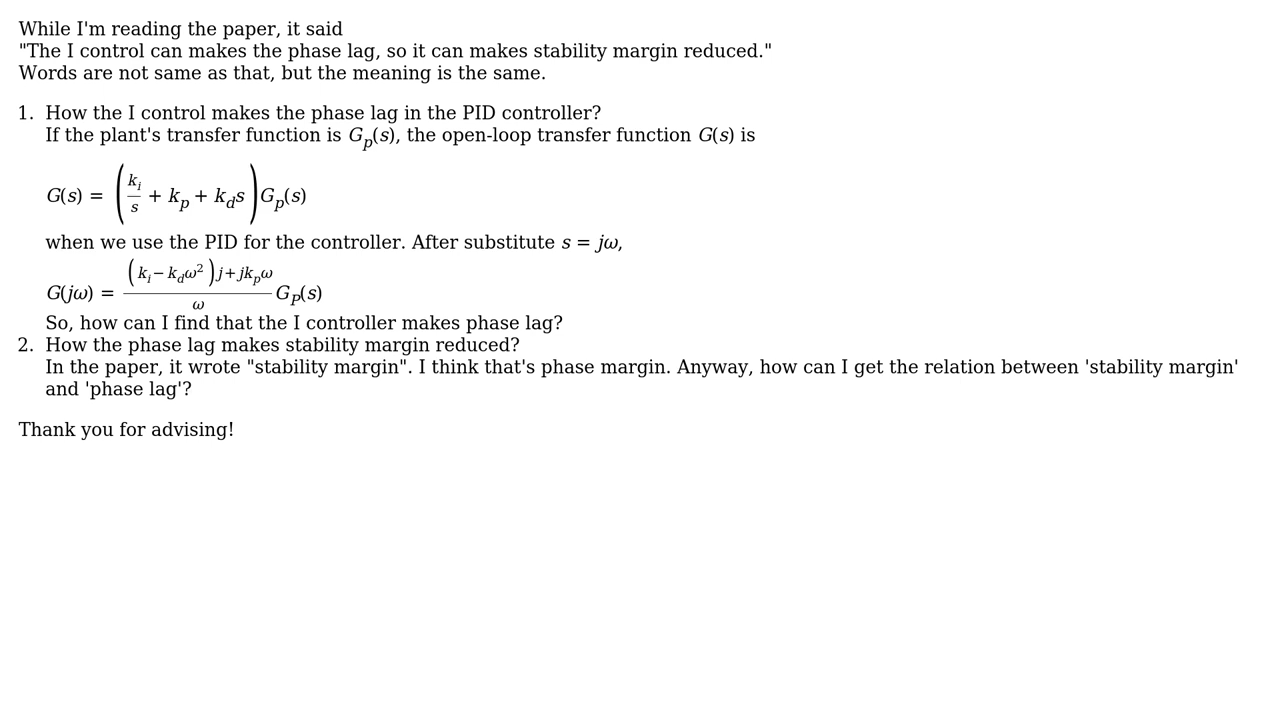 While I'm reading the paper, it said
"The I control can makes the phase lag, so it can makes stability margin reduced."
Words are not same as that, but the meaning is the same.
1. How the I control makes the phase lag in the PID controller?
If the plant's transfer function is G_p(s), the open-loop transfer function G(s) is
G(s) = (k_i/s + k_p + k_d s) G_p(s)
when we use the PID for the controller. After substitute s = jω,
G(jω) = ((k_i − k_d ω²)j + jk_p ω)/ω G_P(s)
So, how can I find that the I controller makes phase lag?
2. How the phase lag makes stability margin reduced?
In the paper, it wrote "stability margin". I think that's phase margin. Anyway, how can I get the relation between 'stability margin'
and 'phase lag'?
Thank you for advising!